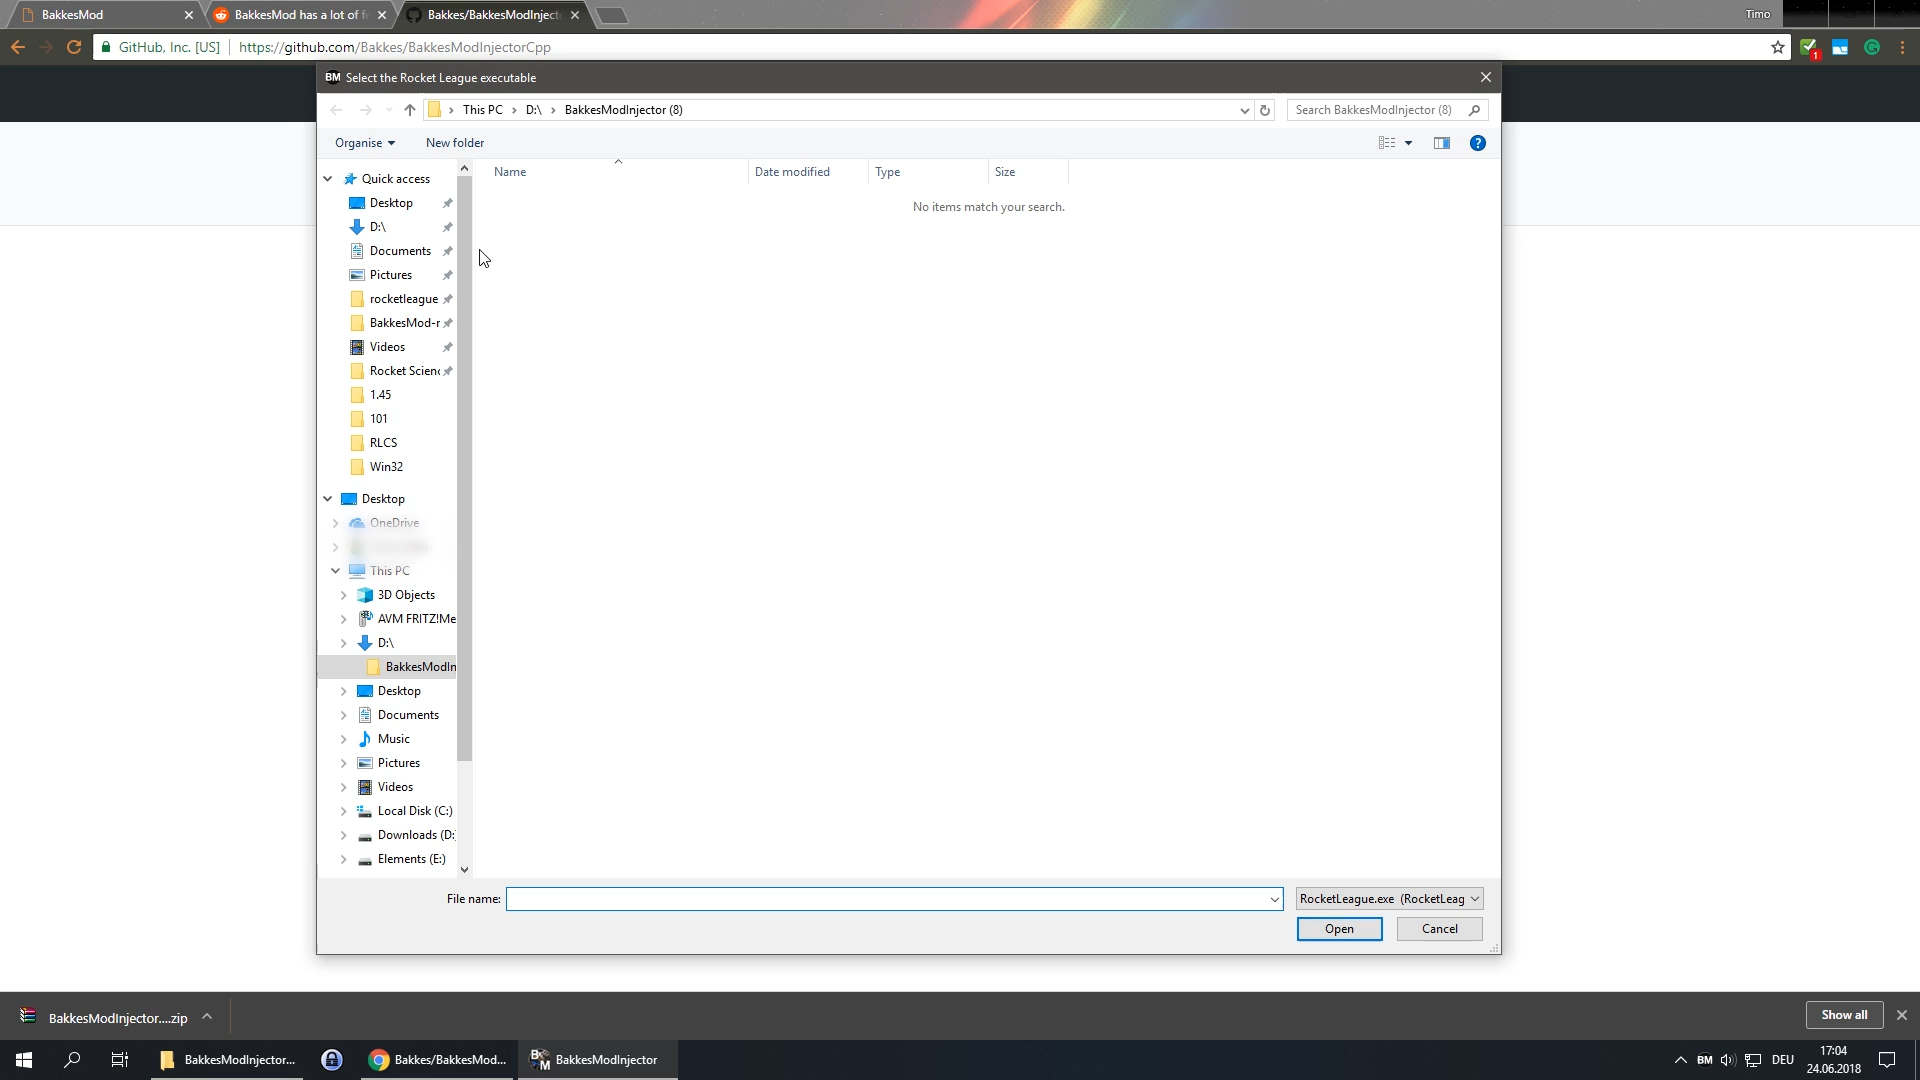 BakkesMod
BakkesMod has a lot of f
Bakkes/BakkesModInject
Timo
GitHub, Inc. [US]
https://github.com/Bakkes/BakkesModInjectorCpp
1
BM Select the Rocket League executable
This PC
D:\
BakkesModInjector (8)
Search BakkesModInjector (8)
Organise
New folder
?
Name
Date modified
Type
Size
No items match your search.
Quick access
Desktop
D:\
Documents
Pictures
rocketleague
BakkesMod-r
Videos
Rocket Scienc
1.45
101
RLCS
Win32
Desktop
OneDrive
This PC
3D Objects
AVM FRITZ!Me
D:\
BakkesModIn
Desktop
Documents
Music
Pictures
Videos
Local Disk (C:)
Downloads (D:)
Elements (E:)
File name:
RocketLeague.exe (RocketLeag
Open
Cancel
BakkesModInjector....zip
Show all
BakkesModInjector...
Bakkes/BakkesMod...
BM
BakkesModInjector
BM
DEU
17:04
24.06.2018